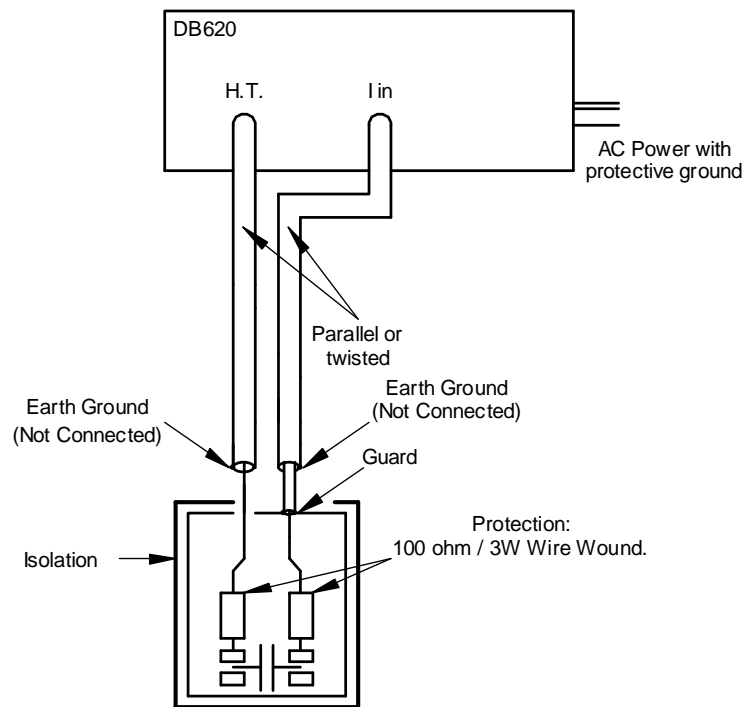 DB620
H.T.
I in
AC Power with
protective ground
Parallel or
twisted
Earth Ground
(Not Connected)
Earth Ground
(Not Connected)
Guard
Protection:
100 ohm / 3W Wire Wound.
Isolation